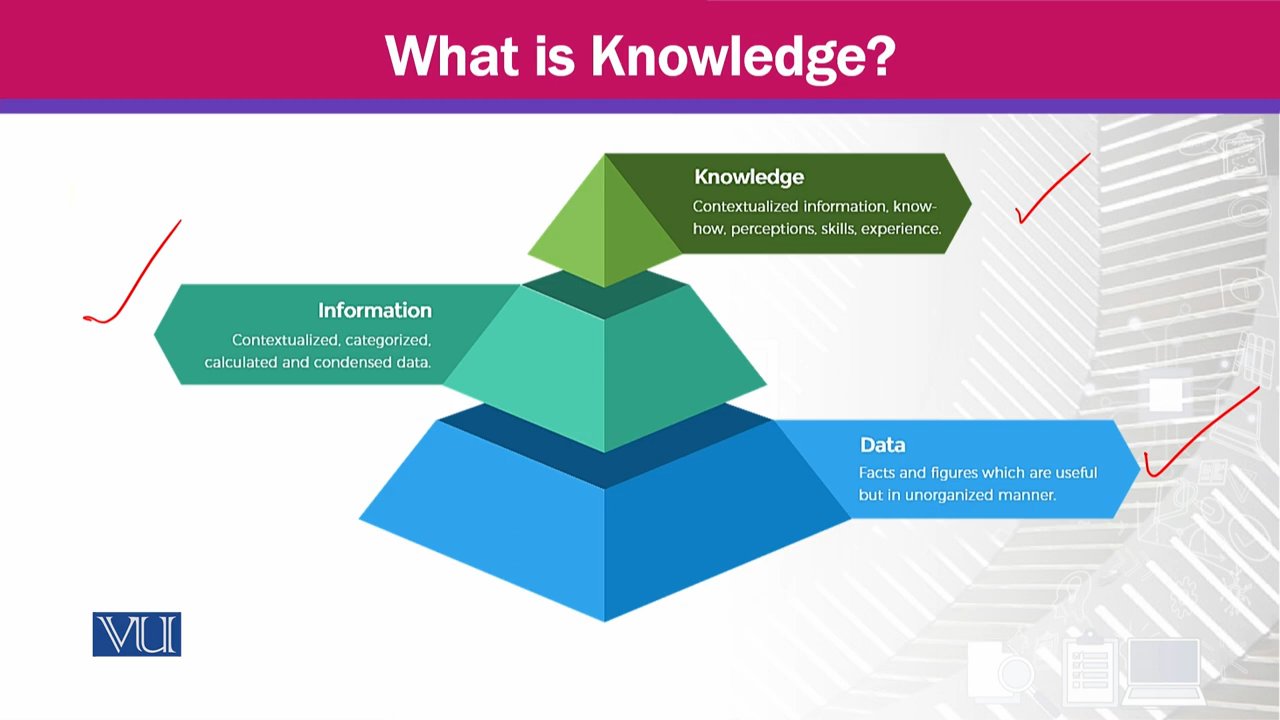 What is Knowledge?
Knowledge
Contextualized information, know-
how, perceptions, skills, experience.
Information
Contextualized, categorized,
calculated and condensed data.
Data
Facts and figures which are useful
but in unorganized manner.
VU